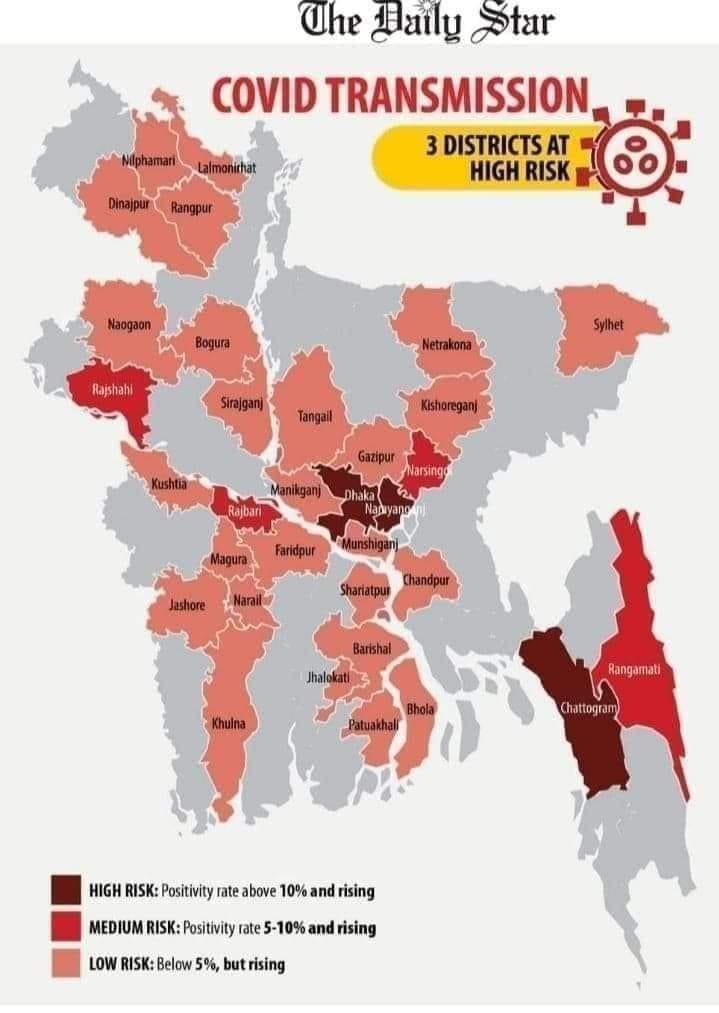 The Daily Star
COVID TRANSMISSION
3 DISTRICTS AT
HIGH RISK
Nilphamari
Lalmonirhat
Dinajpur
Rangpur
Naogaon
Bogura
Netrakona
Sylhet
Rajshahi
Sirajganj
Tangail
Kishoreganj
Gazipur
Narsingd
Kushtia
Manikganj
Dhaka
Narayanganj
Rajbari
Faridpur
Munshiganj
Magura
Chandpur
Shariatpur
Jashore
Narail
Barishal
Jhalokati
Rangamati
Khulna
Patuakhali
Bhola
Chattogram
HIGH RISK: Positivity rate above 10% and rising
MEDIUM RISK: Positivity rate 5-10% and rising
LOW RISK: Below 5%, but rising